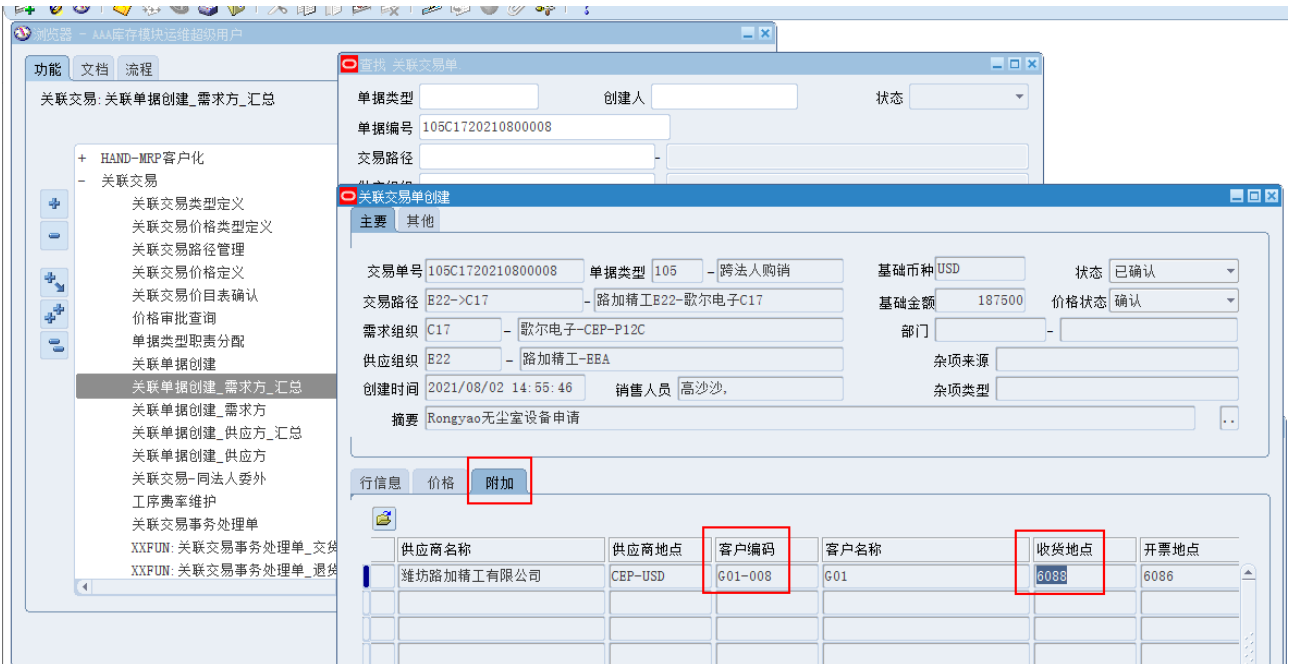 浏览器 - AAA库存模块运维超级用户
功能 文档 流程
关联交易:关联单据创建_需求方_汇总
+ HAND-MRP客户化
- 关联交易
关联交易类型定义
关联交易价格类型定义
关联交易路径管理
关联交易价格定义
关联交易价目表确认
价格审批查询
单据类型职责分配
关联单据创建
关联单据创建_需求方_汇总
关联单据创建_需求方
关联单据创建_供应方_汇总
关联单据创建_供应方
关联交易-同法人委外
工序费率维护
关联交易事务处理单
XXFUN:关联交易事务处理单_交货
XXFUN:关联交易事务处理单_退货
查找 关联交易单
单据类型 创建人 状态
单据编号 105C1720210800008
交易路径 -
关联交易单创建
主要 其他
交易单号 105C1720210800008 单据类型 105 - 跨法人购销 基础币种 USD 状态 已确认
交易路径 E22->C17 - 路加精工E22-歌尔电子C17 基础金额 187500 价格状态 确认
需求组织 C17 - 歌尔电子-CEP-P12C 部门 -
供应组织 E22 - 路加精工-EEA 杂项来源
创建时间 2021/08/02 14:55:46 销售人员 高沙沙, 杂项类型
摘要 Rongyao无尘室设备申请 ..
行信息 价格 附加
供应商名称 供应商地点 客户编码 客户名称 收货地点 开票地点
潍坊路加精工有限公司 CEP-USD G01-008 G01 6088 6086